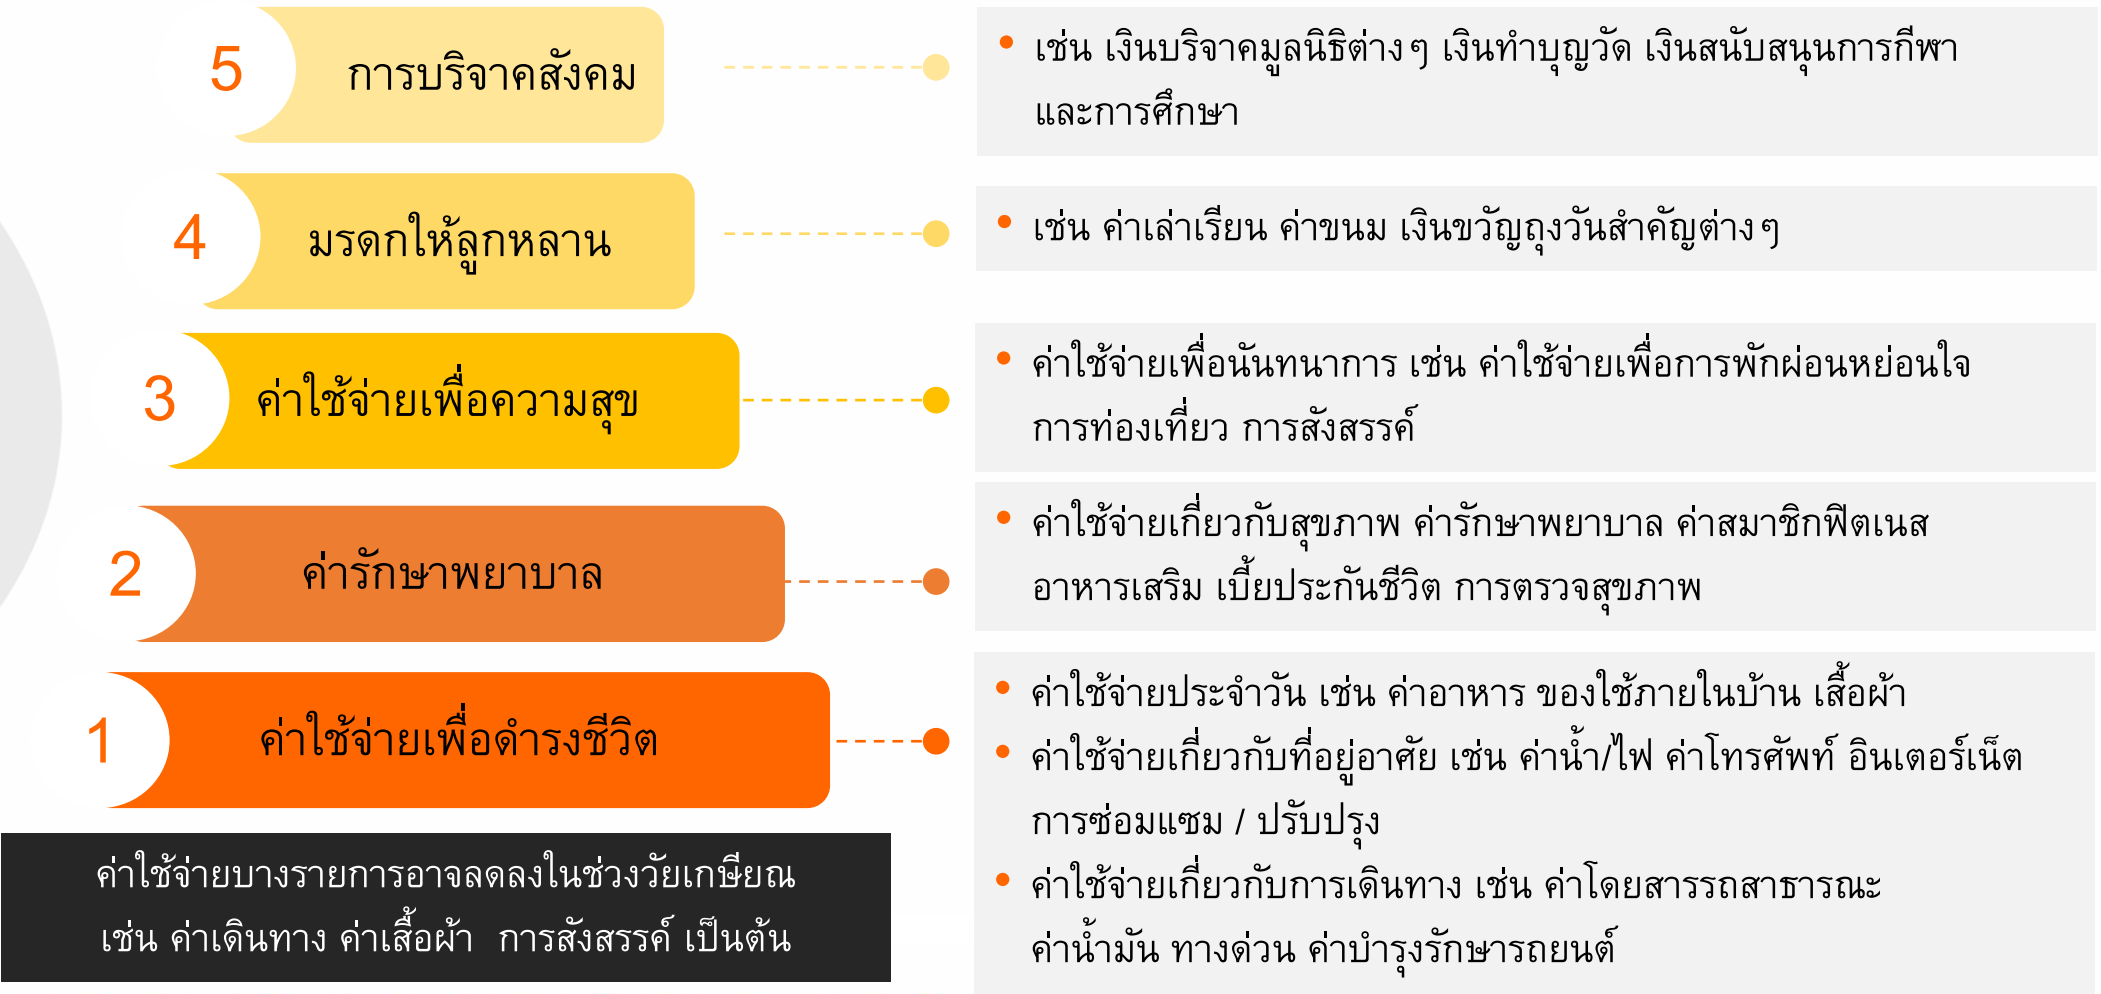 5
การบริจาคสังคม
เช่น เงินบริจาคมูลนิธิต่างๆ เงินทำบุญวัด เงินสนับสนุนการกีฬา
และการศึกษา
4
มรดกให้ลูกหลาน
เช่น ค่าเล่าเรียน ค่าขนม เงินขวัญถุงวันสำคัญต่างๆ
3
ค่าใช้จ่ายเพื่อความสุข
ค่าใช้จ่ายเพื่อนันทนาการ เช่น ค่าใช้จ่ายเพื่อการพักผ่อนหย่อนใจ
การท่องเที่ยว การสังสรรค์
2
ค่ารักษาพยาบาล
ค่าใช้จ่ายเกี่ยวกับสุขภาพ ค่ารักษาพยาบาล ค่าสมาชิกฟิตเนส
อาหารเสริม เบี้ยประกันชีวิต การตรวจสุขภาพ
1
ค่าใช้จ่ายเพื่อดำรงชีวิต
ค่าใช้จ่ายประจำวัน เช่น ค่าอาหาร ของใช้ภายในบ้าน เสื้อผ้า
ค่าใช้จ่ายเกี่ยวกับที่อยู่อาศัย เช่น ค่าน้ำ/ไฟ ค่าโทรศัพท์ อินเตอร์เน็ต
การซ่อมแซม / ปรับปรุง
ค่าใช้จ่ายเกี่ยวกับการเดินทาง เช่น ค่าโดยสารรถสาธารณะ
ค่าน้ำมัน ทางด่วน ค่าบำรุงรักษารถยนต์
ค่าใช้จ่ายบางรายการอาจลดลงในช่วงวัยเกษียณ
เช่น ค่าเดินทาง ค่าเสื้อผ้า การสังสรรค์ เป็นต้น